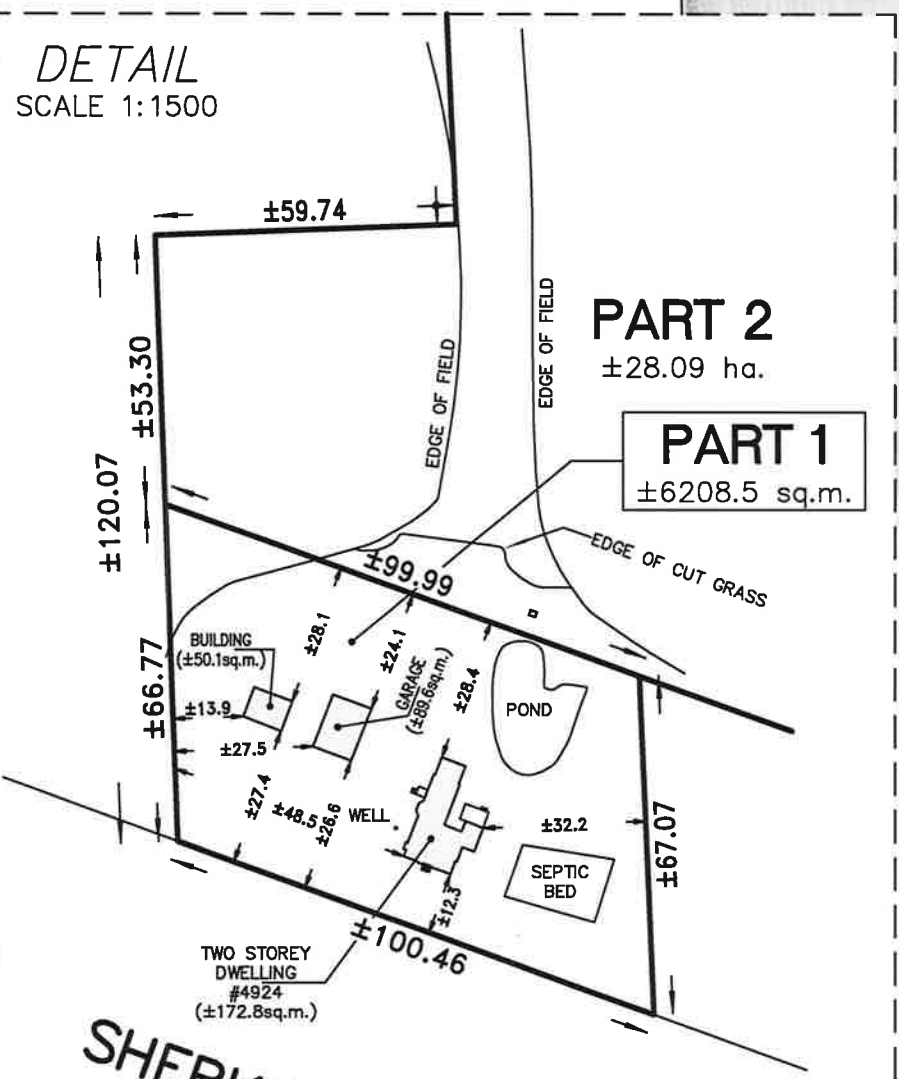 DETAIL
SCALE 1:1500
±59.74
±53.30
±120.07
EDGE OF FIELD
EDGE OF FIELD
PART 2
±28.09 ha.
PART 1
±6208.5 sq.m.
±99.99
EDGE OF CUT GRASS
±66.77
BUILDING
(±50.1sq.m.)
±28.1
±24.1
GARAGE
(±89.6sq.m.)
±28.4
POND
±13.9
±27.5
±27.4
±48.5
±26.6
WELL
±32.2
±67.07
SEPTIC
BED
±12.3
±100.46
TWO STOREY
DWELLING
#4924
(±172.8sq.m.)